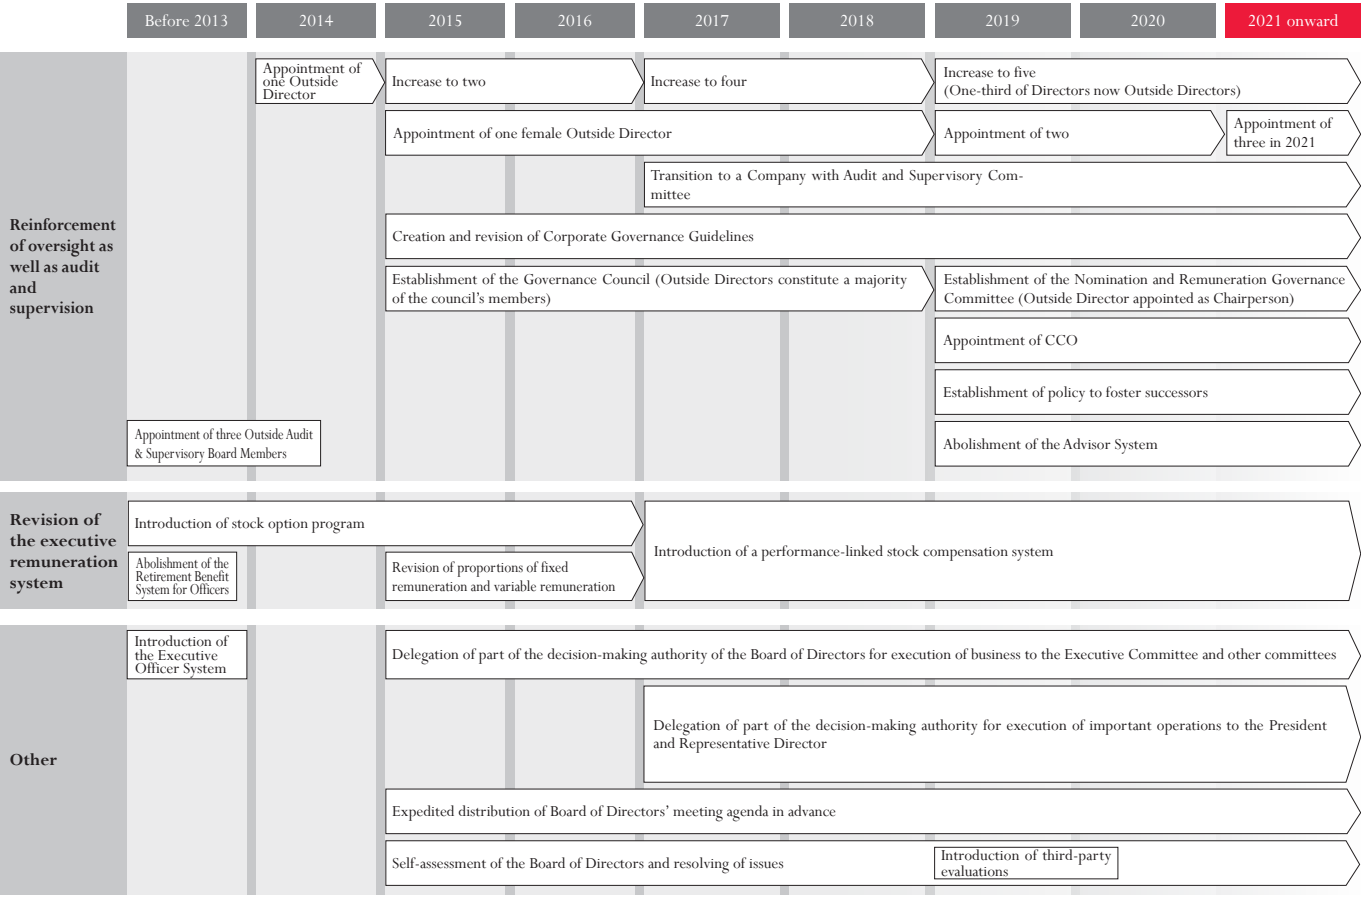 Before 2013
2014
2015
2016
2017
2018
2019
2020
2021 onward
Reinforcement
of oversight as
well as audit
and
supervision
Appointment of
one Outside
Director
Increase to two
Increase to four
Increase to five
(One-third of Directors now Outside Directors)
Appointment of one female Outside Director
Appointment of two
Appointment of
three in 2021
Transition to a Company with Audit and Supervisory Com-
mittee
Creation and revision of Corporate Governance Guidelines
Establishment of the Governance Council (Outside Directors constitute a majority
of the council's members)
Establishment of the Nomination and Remuneration Governance
Committee (Outside Director appointed as Chairperson)
Appointment of CCO
Establishment of policy to foster successors
Appointment of three Outside Audit
& Supervisory Board Members
Abolishment of the Advisor System
Revision of
the executive
remuneration
system
Introduction of stock option program
Abolishment of the
Retirement Benefit
System for Officers
Revision of proportions of fixed
remuneration and variable remuneration
Introduction of a performance-linked stock compensation system
Other
Introduction of
the Executive
Officer System
Delegation of part of the decision-making authority of the Board of Directors for execution of business to the Executive Committee and other committees
Delegation of part of the decision-making authority for execution of important operations to the President
and Representative Director
Expedited distribution of Board of Directors' meeting agenda in advance
Self-assessment of the Board of Directors and resolving of issues
Introduction of third-party
evaluations